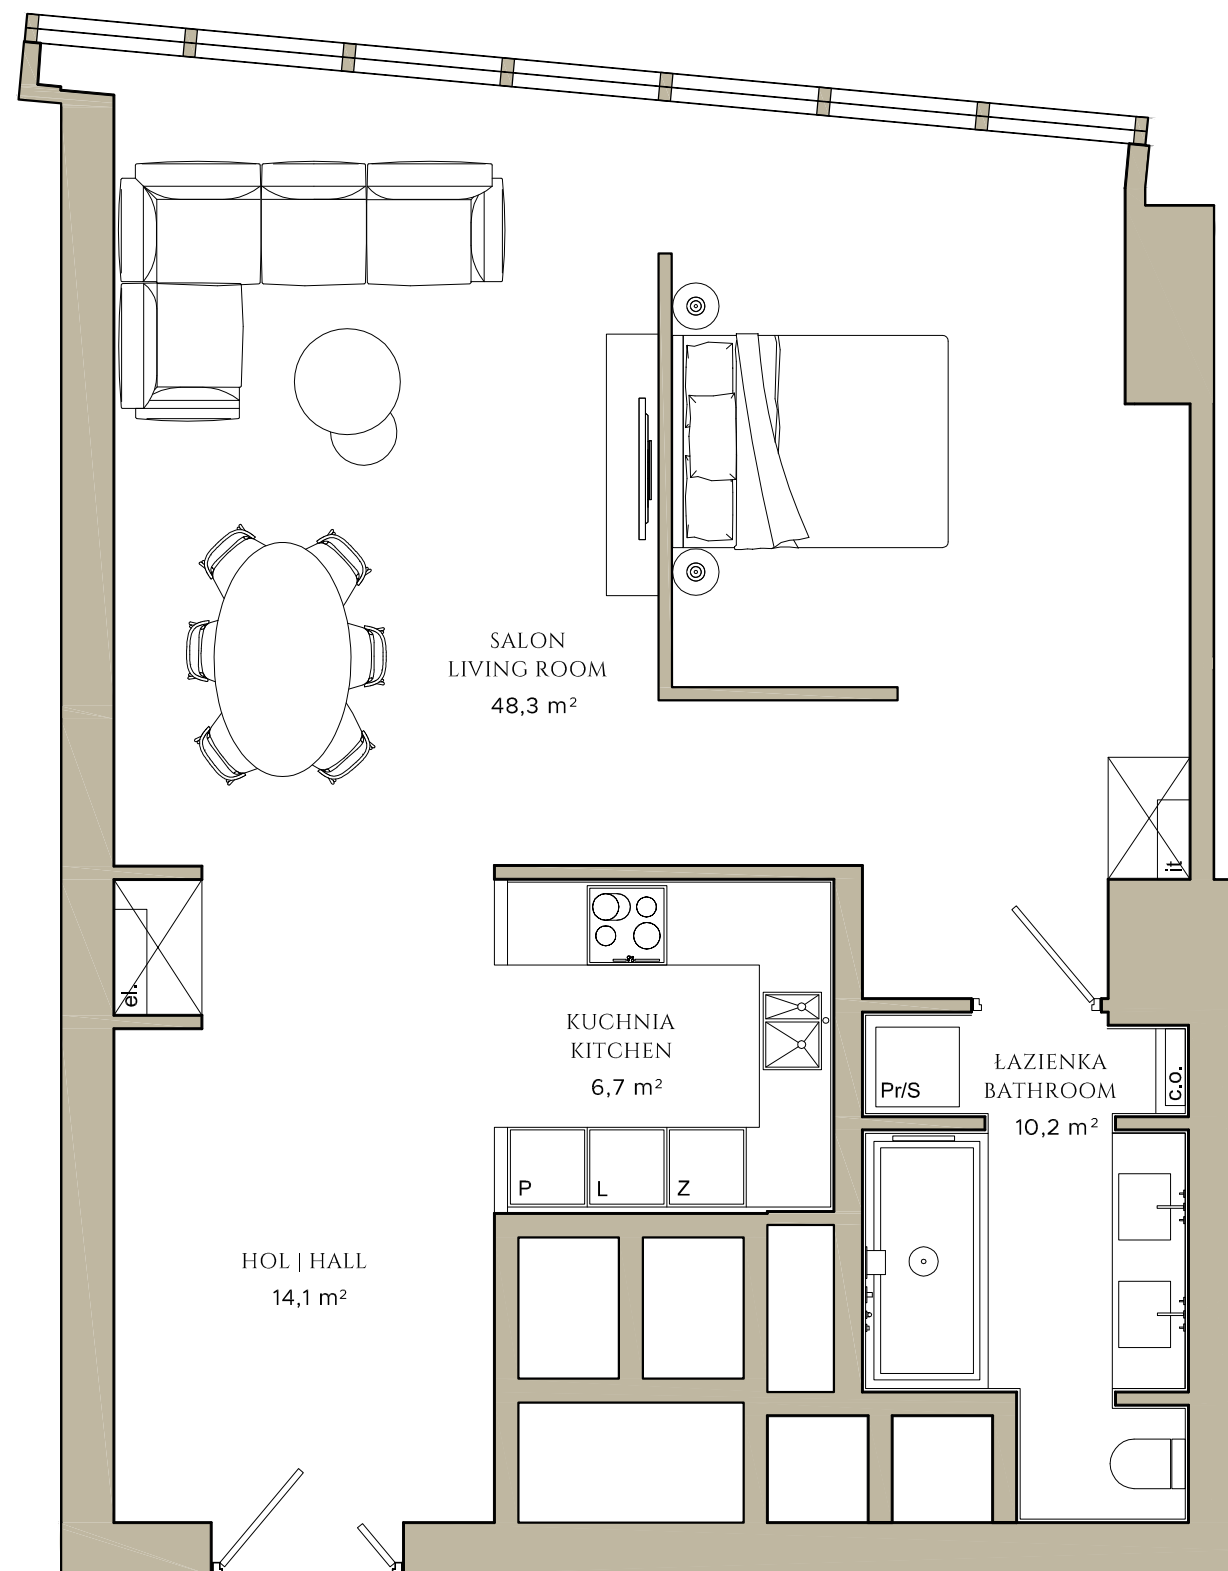 SALON
LIVING ROOM
48,3 m²
it
el.
KUCHNIA
KITCHEN
6,7 m²
ŁAZIENKA
BATHROOM
10,2 m²
Pr/S
c.o.
P
L
Z
HOL | HALL
14,1 m²